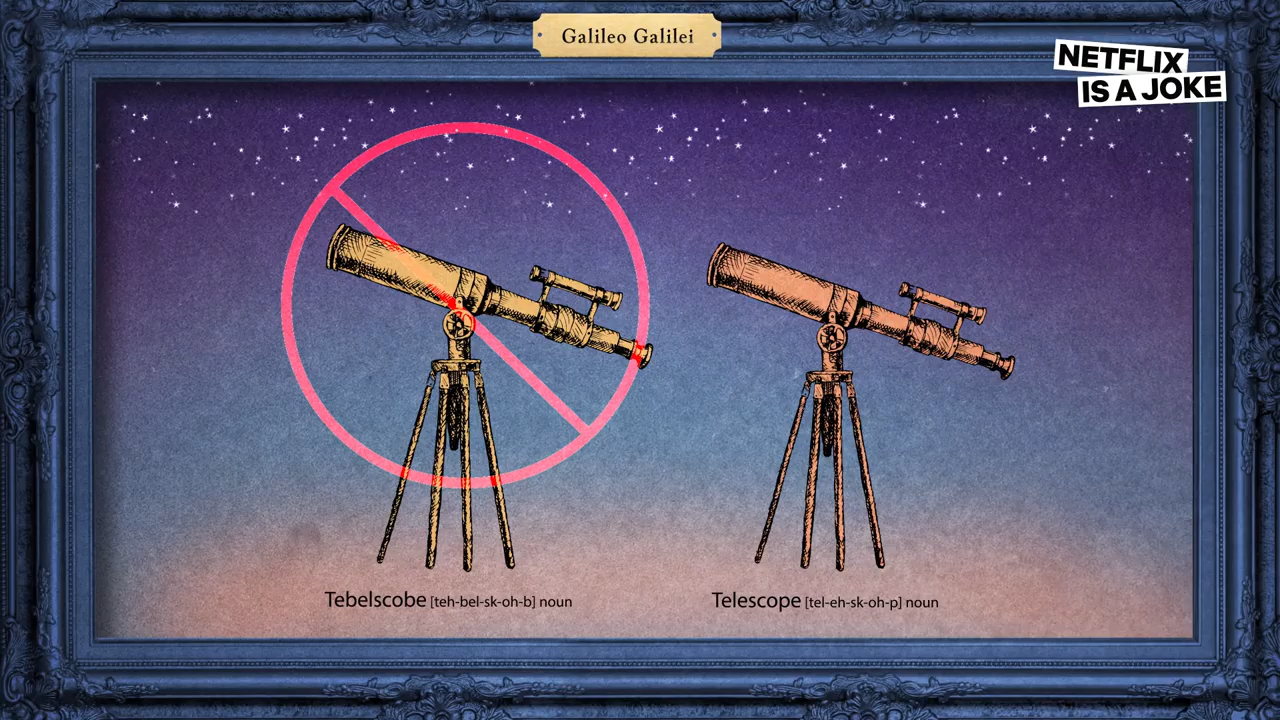 Galileo Galilei
NETFLIX
IS A JOKE
Tebelscobe [teh-bel-sk-oh-b] noun
Telescope [tel-eh-sk-oh-p] noun